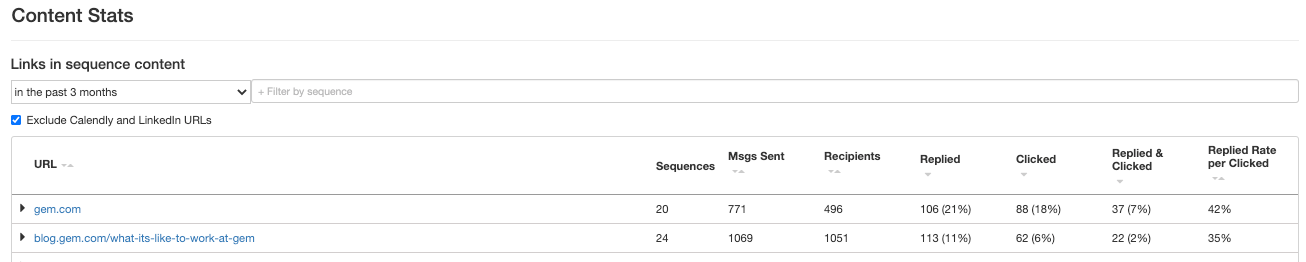 Content Stats
Links in sequence content
in the past 3 months
+ Filter by sequence
Exclude Calendly and LinkedIn URLs
URL Sequences Msgs Sent Recipients Replied Clicked Replied & Clicked Replied Rate per Clicked
gem.com 20 771 496 106 (21%) 88 (18%) 37 (7%) 42%
blog.gem.com/what-its-like-to-work-at-gem 24 1069 1051 113 (11%) 62 (6%) 22 (2%) 35%